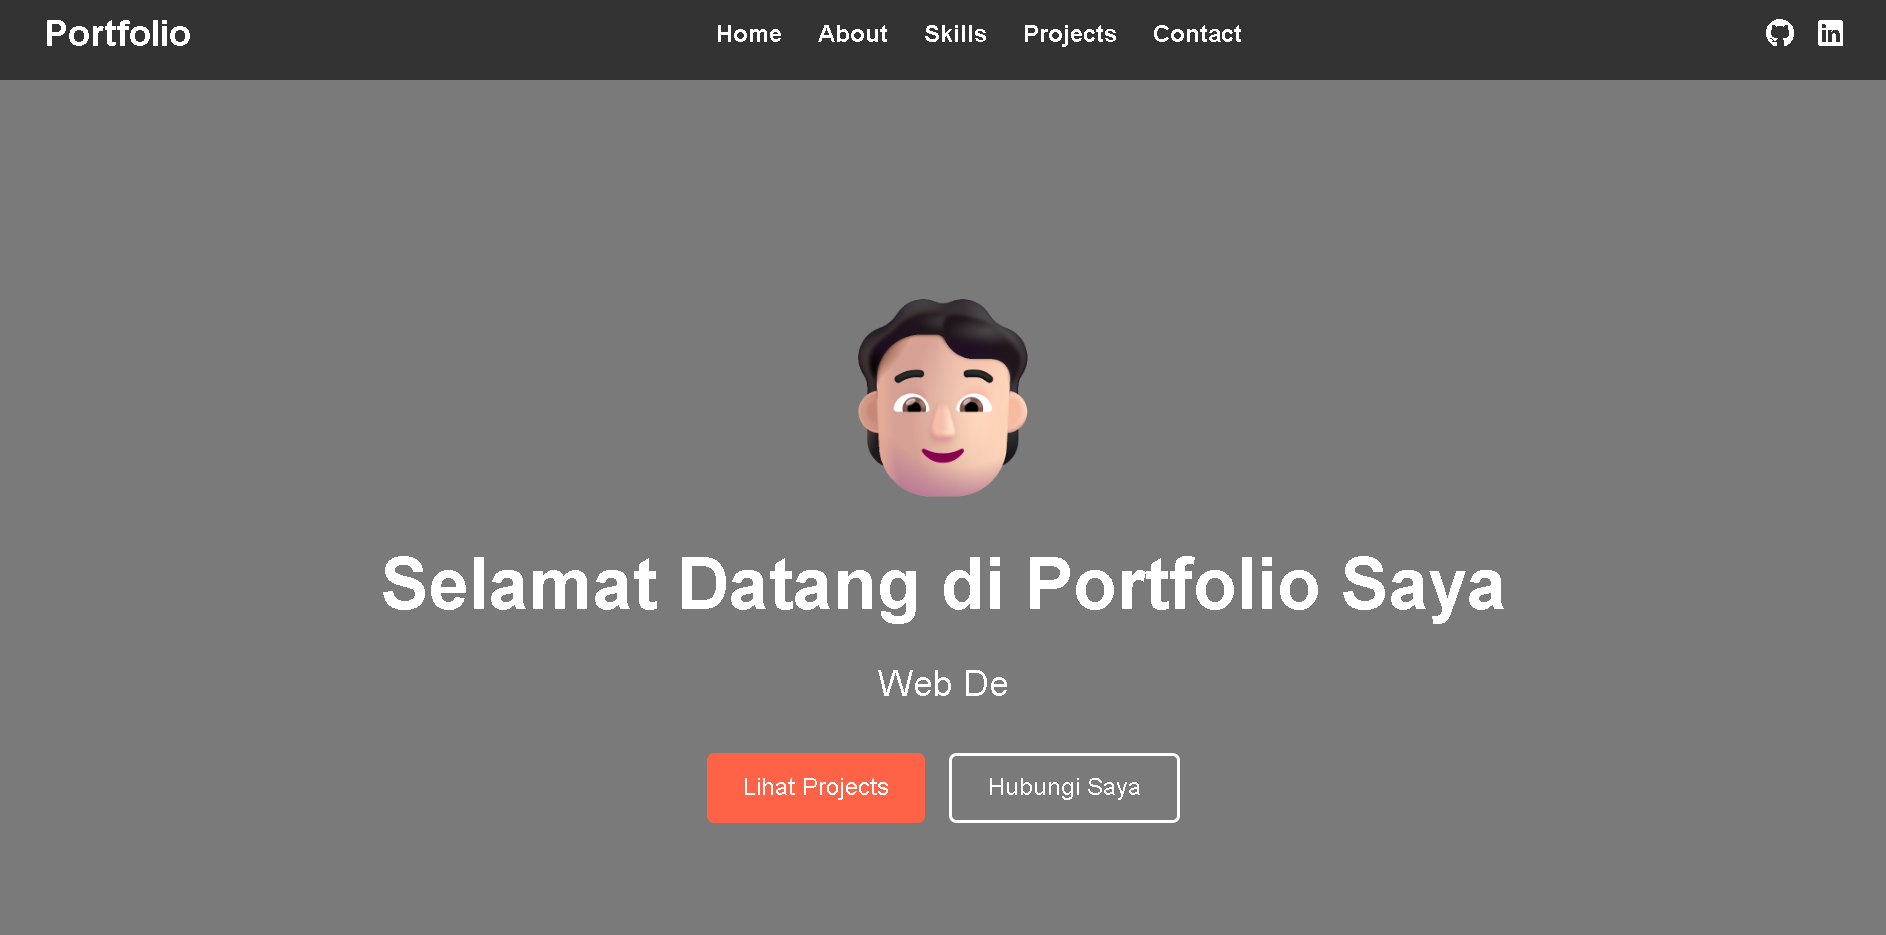 Portfolio
Home About Skills Projects Contact
Selamat Datang di Portfolio Saya
Web De
Lihat Projects Hubungi Saya